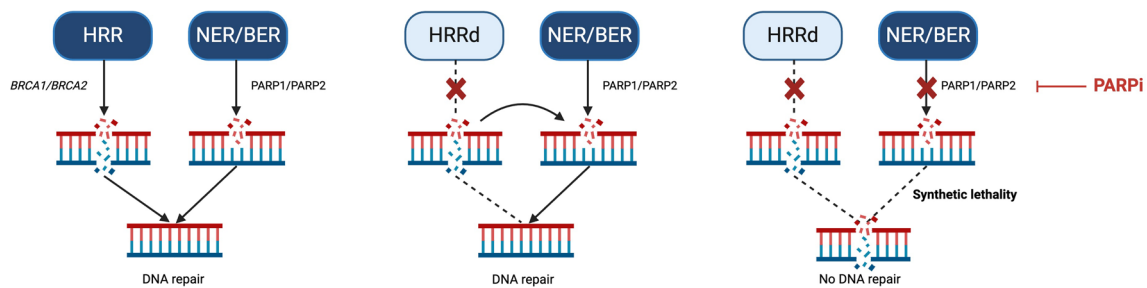 HRR
NER/BER
BRCA1/BRCA2
PARP1/PARP2
DNA repair
HRRd
NER/BER
PARP1/PARP2
DNA repair
HRRd
NER/BER
PARP1/PARP2
PARPi
Synthetic lethality
No DNA repair